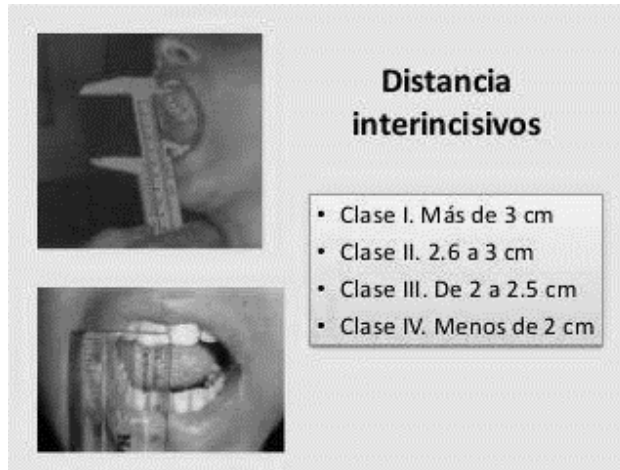 Distancia
interincisivos
• Clase I. Más de 3 cm
• Clase II. 2.6 a 3 cm
• Clase III. De 2 a 2.5 cm
• Clase IV. Menos de 2 cm